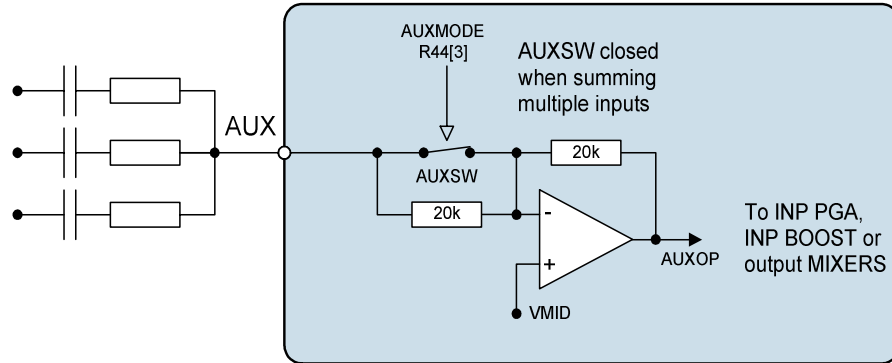 AUXMODE
R44[3]
AUXSW closed
when summing
multiple inputs
AUX
20k
AUXSW
20k
-
+
AUXOP
VMID
To INP PGA,
INP BOOST or
output MIXERS